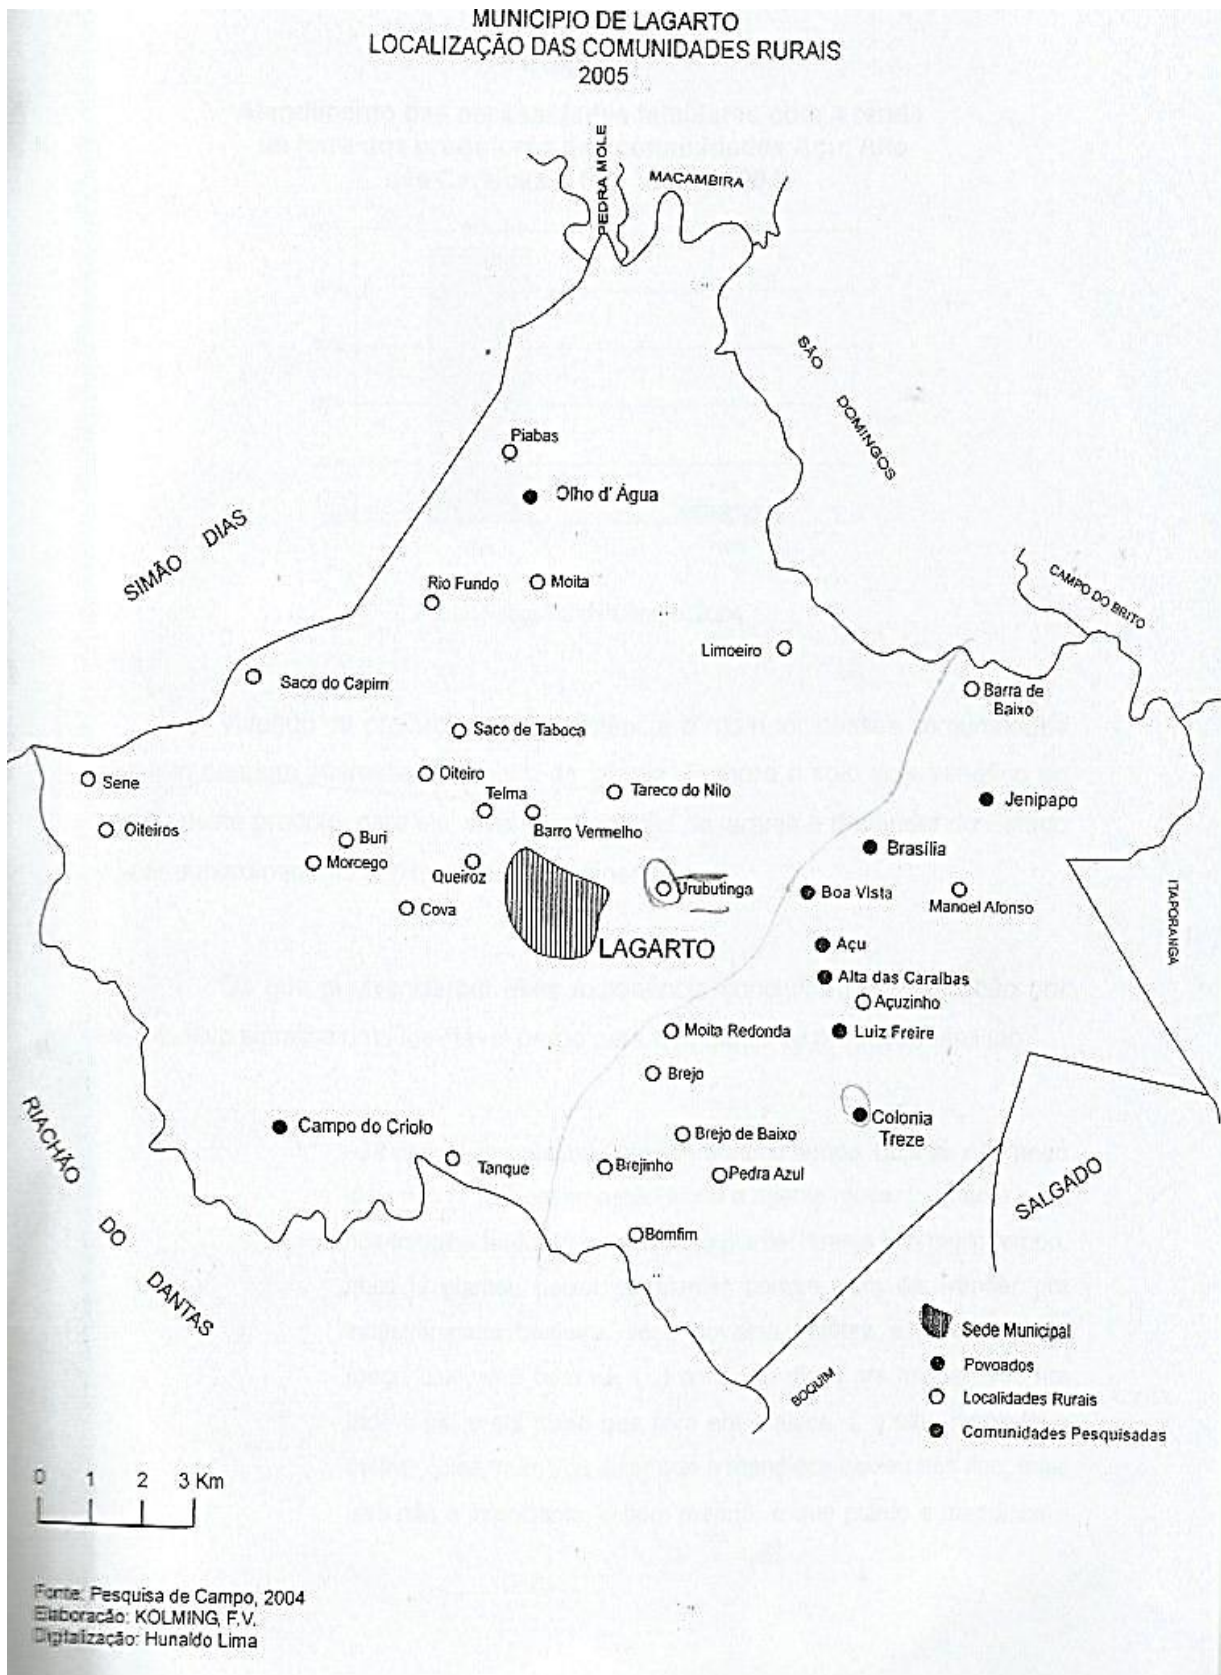 MUNICIPIO DE LAGARTO
LOCALIZAÇÃO DAS COMUNIDADES RURAIS
2005
PEDRA MOLE
MACAMBIRA
SÃO
DOMINGOS
Piabas
Olho d' Água
SIMÃO DIAS
Rio Fundo
Moita
CAMPO DO BRITO
Limoeiro
Saco do Capim
Barra de
Baixo
Saco de Taboca
Oiteiro
Sene
Telma
Tareco do Nilo
Jenipapo
Oiteiros
Buri
Barro Vermelho
Brasília
Morcego
Queiroz
Urubutinga
Boa Vista
Manoel Afonso
ITAPORANGA
Cova
LAGARTO
Açu
Alta das Caraíbas
Açuzinho
Moita Redonda
Luiz Freire
Brejo
RIACHÃO
DO
DANTAS
Campo do Criolo
Colonia
Treze
Brejo de Baixo
Tanque
Brejinho
Pedra Azul
SALGADO
Bomfim
BOQUIM
Sede Municipal
Povoados
Localidades Rurais
Comunidades Pesquisadas
0 1 2 3 Km
Fonte: Pesquisa de Campo, 2004
Elaboracão: KOLMING, F.V.
Digitalização: Hunaldo Lima